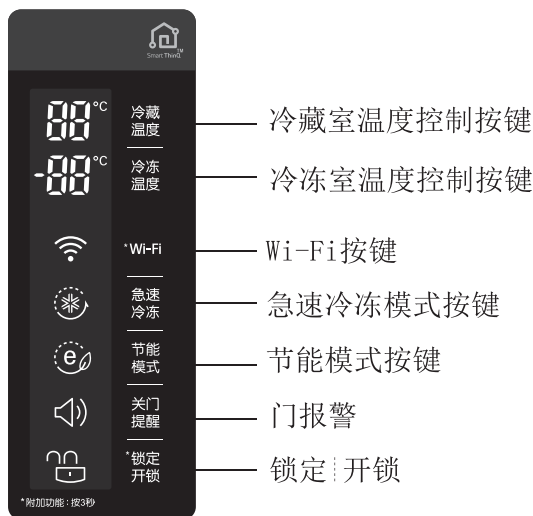 Smart ThinQ™
88°C
冷藏
温度
冷藏室温度控制按键
-88°C
冷冻
温度
冷冻室温度控制按键
*Wi-Fi
Wi-Fi按键
急速
冷冻
急速冷冻模式按键
e
节能
模式
节能模式按键
关门
提醒
门报警
*锁定
开锁
锁定 开锁
*附加功能：按3秒